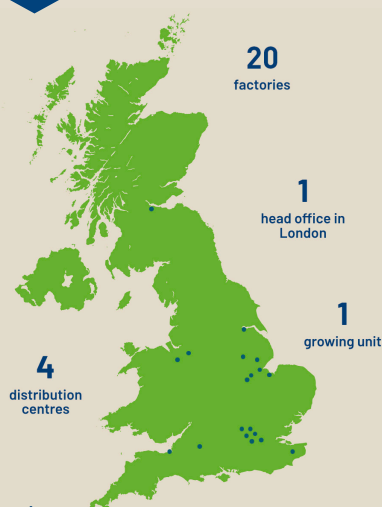 20
factories
1
head office in
London
1
growing unit
4
distribution
centres